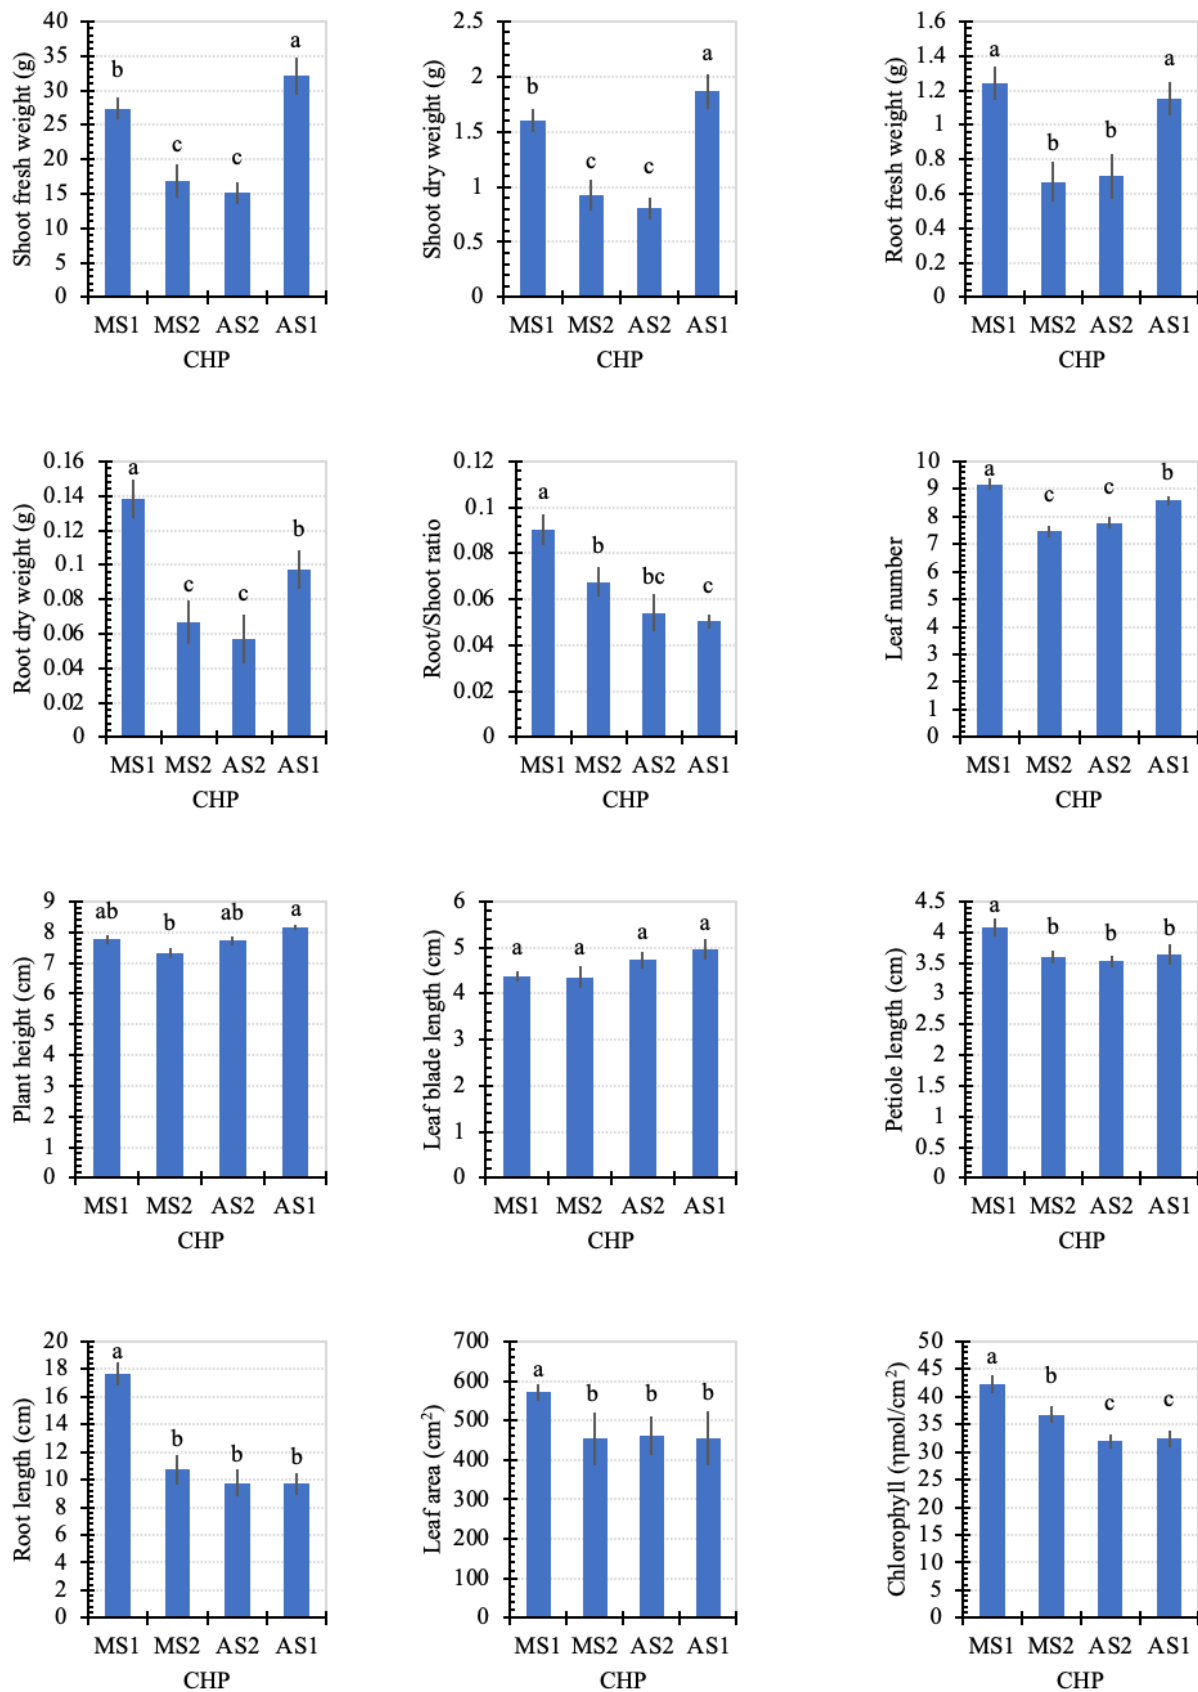 Shoot fresh weight (g)
40
35
30
25
20
15
10
5
0
b
c
c
a
MS1 MS2 AS2 AS1
CHP
Shoot dry weight (g)
2.5
2
1.5
1
0.5
0
b
c
c
a
MS1 MS2 AS2 AS1
CHP
Root fresh weight (g)
1.6
1.4
1.2
1
0.8
0.6
0.4
0.2
0
a
b
b
a
MS1 MS2 AS2 AS1
CHP
Root dry weight (g)
0.16
0.14
0.12
0.1
0.08
0.06
0.04
0.02
0
a
c
c
b
MS1 MS2 AS2 AS1
CHP
Root/Shoot ratio
0.12
0.1
0.08
0.06
0.04
0.02
0
a
b
bc
c
MS1 MS2 AS2 AS1
CHP
Leaf number
10
9
8
7
6
5
4
3
2
1
0
a
c
c
b
MS1 MS2 AS2 AS1
CHP
Plant height (cm)
9
8
7
6
5
4
3
2
1
0
ab
b
ab
a
MS1 MS2 AS2 AS1
CHP
Leaf blade length (cm)
6
5
4
3
2
1
0
a
a
a
a
MS1 MS2 AS2 AS1
CHP
Petiole length (cm)
4.5
4
3.5
3
2.5
2
1.5
1
0.5
0
a
b
b
b
MS1 MS2 AS2 AS1
CHP
Root length (cm)
20
18
16
14
12
10
8
6
4
2
0
a
b
b
b
MS1 MS2 AS2 AS1
CHP
Leaf area (cm²)
700
600
500
400
300
200
100
0
a
b
b
b
MS1 MS2 AS2 AS1
CHP
Chlorophyll (ηmol/cm²)
50
45
40
35
30
25
20
15
10
5
0
a
b
c
c
MS1 MS2 AS2 AS1
CHP